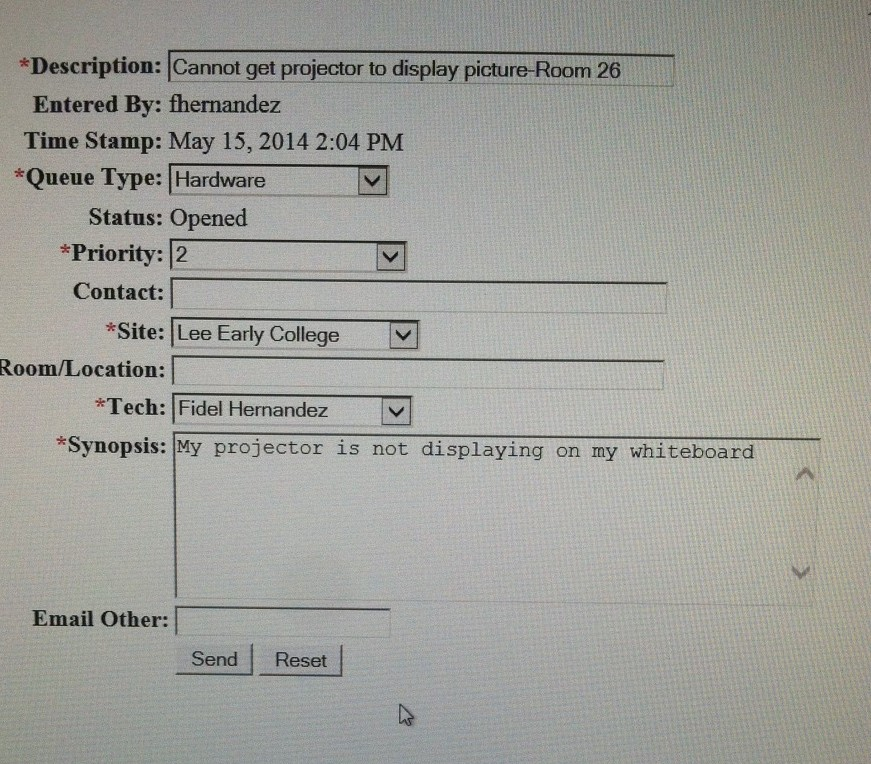 *Description: Cannot get projector to display picture-Room 26
Entered By: fhernandez
Time Stamp: May 15, 2014 2:04 PM
*Queue Type: Hardware
Status: Opened
*Priority: 2
Contact:
*Site: Lee Early College
Room/Location:
*Tech: Fidel Hernandez
*Synopsis: My projector is not displaying on my whiteboard
Email Other:
Send Reset